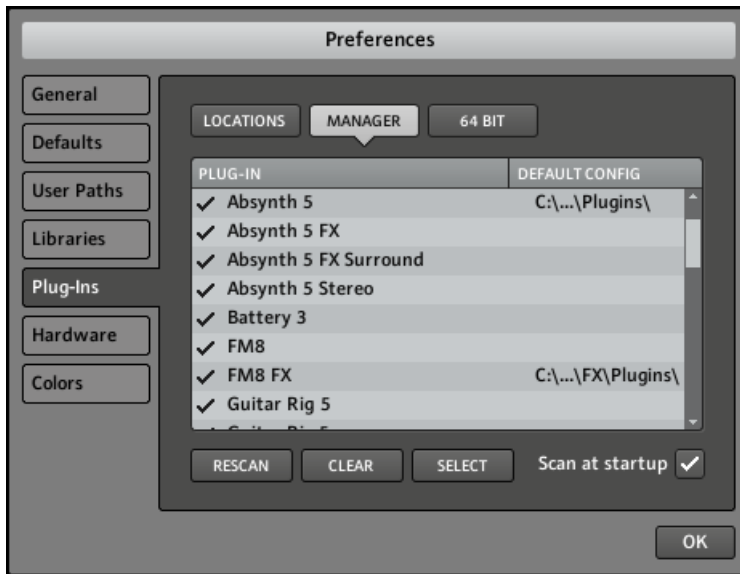 Preferences
General
Defaults
User Paths
Libraries
Plug-Ins
Hardware
Colors
LOCATIONS MANAGER 64 BIT
PLUG-IN DEFAULT CONFIG
Absynth 5 C:\...\Plugins\
Absynth 5 FX
Absynth 5 FX Surround
Absynth 5 Stereo
Battery 3
FM8
FM8 FX C:\...\FX\Plugins\
Guitar Rig 5
RESCAN CLEAR SELECT Scan at startup
OK